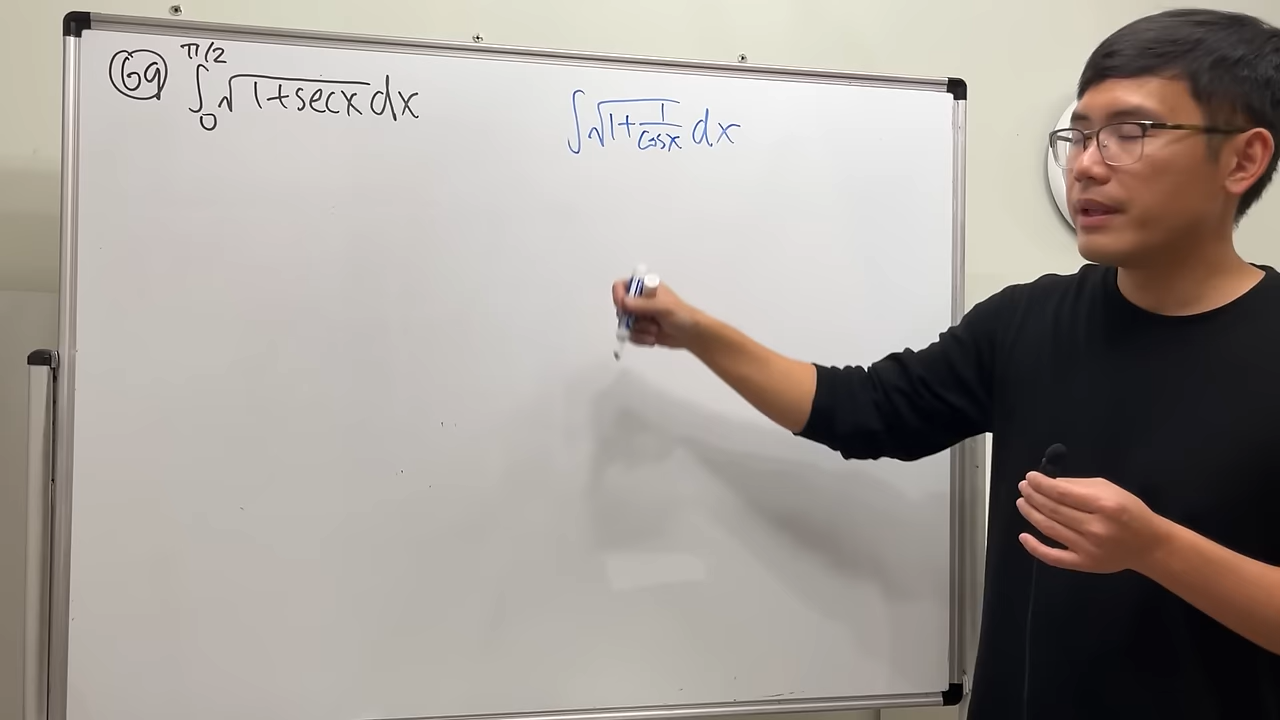 69 ∫₀^π/2 √(1+secx) dx
∫√(1+1/cosx) dx